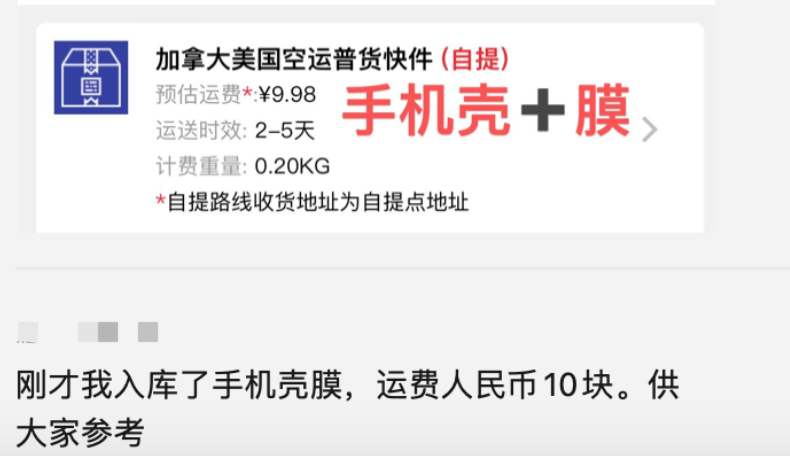 加拿大美国空运普货快件(自提)
预估运费*:¥9.98
手机壳+膜
运送时效: 2-5天
计费重量: 0.20KG
*自提路线收货地址为自提点地址
刚才我入库了手机壳膜，运费人民币10块。供
大家参考